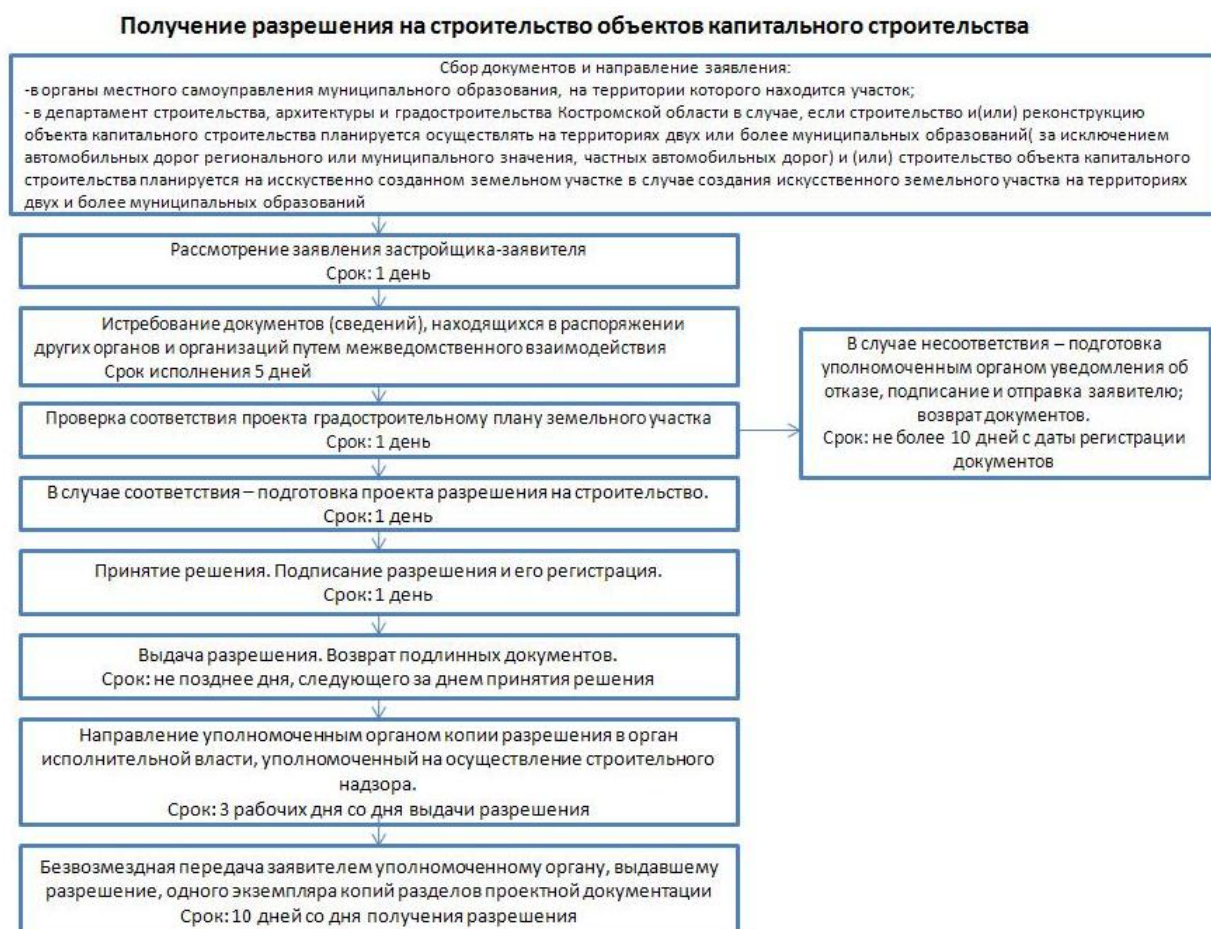 Получение разрешения на строительство объектов капитального строительства
Сбор документов и направление заявления:
-в органы местного самоуправления муниципального образования, на территории которого находится участок;
- в департамент строительства, архитектуры и градостроительства Костромской области в случае, если строительство и(или) реконструкцию
объекта капитального строительства планируется осуществлять на территориях двух или более муниципальных образований( за исключением
автомобильных дорог регионального или муниципального значения, частных автомобильных дорог) и (или) строительство объекта капитального
строительства планируется на исскуственно созданном земельном участке в случае создания искусственного земельного участка на территориях
двух и более муниципальных образований
Рассмотрение заявления застройщика-заявителя
Срок: 1 день
Истребование документов (сведений), находящихся в распоряжении
других органов и организаций путем межведомственного взаимодействия
Срок исполнения 5 дней
Проверка соответствия проекта градостроительному плану земельного участка
Срок: 1 день
В случае несоответствия – подготовка
уполномоченным органом уведомления об
отказе, подписание и отправка заявителю;
возврат документов.
Срок: не более 10 дней с даты регистрации
документов
В случае соответствия – подготовка проекта разрешения на строительство.
Срок: 1 день
Принятие решения. Подписание разрешения и его регистрация.
Срок: 1 день
Выдача разрешения. Возврат подлинных документов.
Срок: не позднее дня, следующего за днем принятия решения
Направление уполномоченным органом копии разрешения в орган
исполнительной власти, уполномоченный на осуществление строительного
надзора.
Срок: 3 рабочих дня со дня выдачи разрешения
Безвозмездная передача заявителем уполномоченному органу, выдавшему
разрешение, одного экземпляра копий разделов проектной документации
Срок: 10 дней со дня получения разрешения